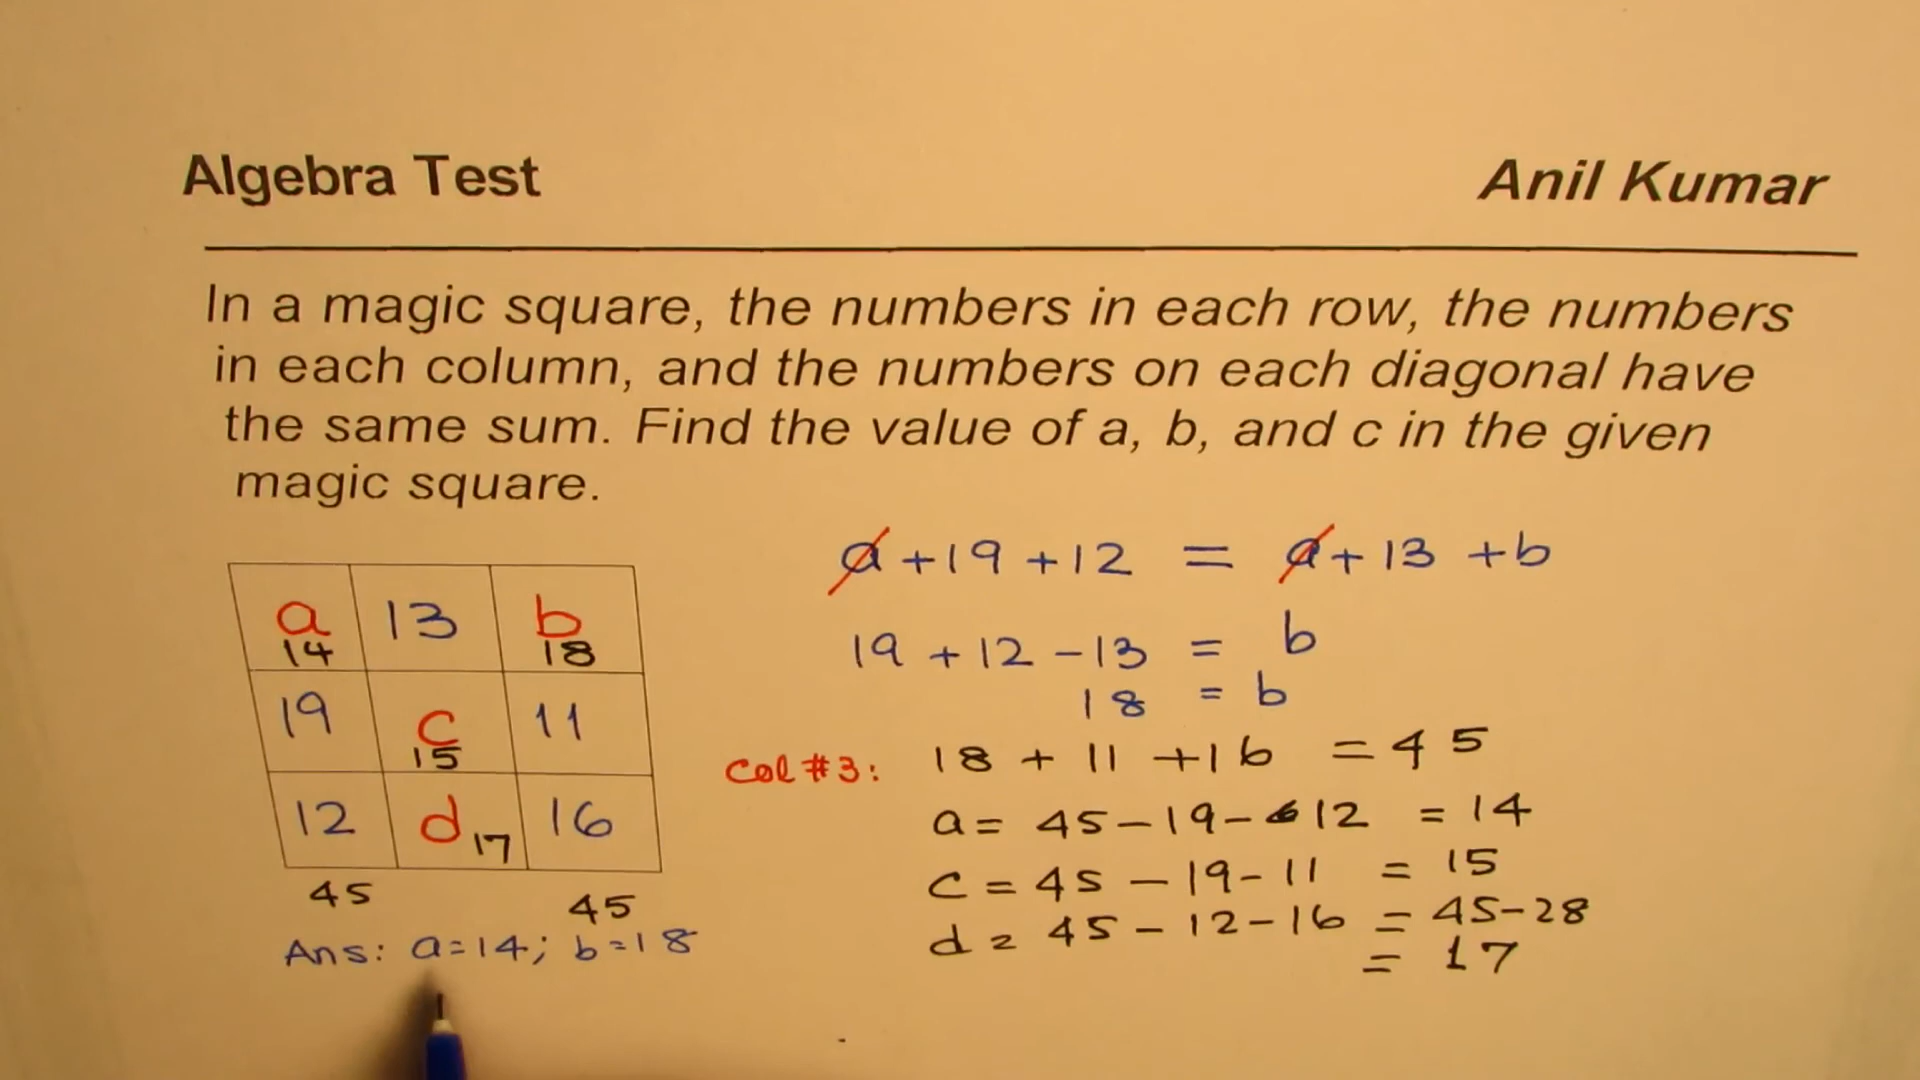 Algebra Test Anil Kumar
In a magic square, the numbers in each row, the numbers
in each column, and the numbers on each diagonal have
the same sum. Find the value of a, b, and c in the given
magic square.
a 13 b
14 18
19 c 11
15
12 d 17 16
45 45
Ans: a=14; b=18
a + 19 + 12 = a + 13 + b
19 + 12 - 13 = b
18 = b
Col #3: 18 + 11 + 16 = 45
a = 45 - 19 - 12 = 14
c = 45 - 19 - 11 = 15
d = 45 - 12 - 16 = 45 - 28
= 17